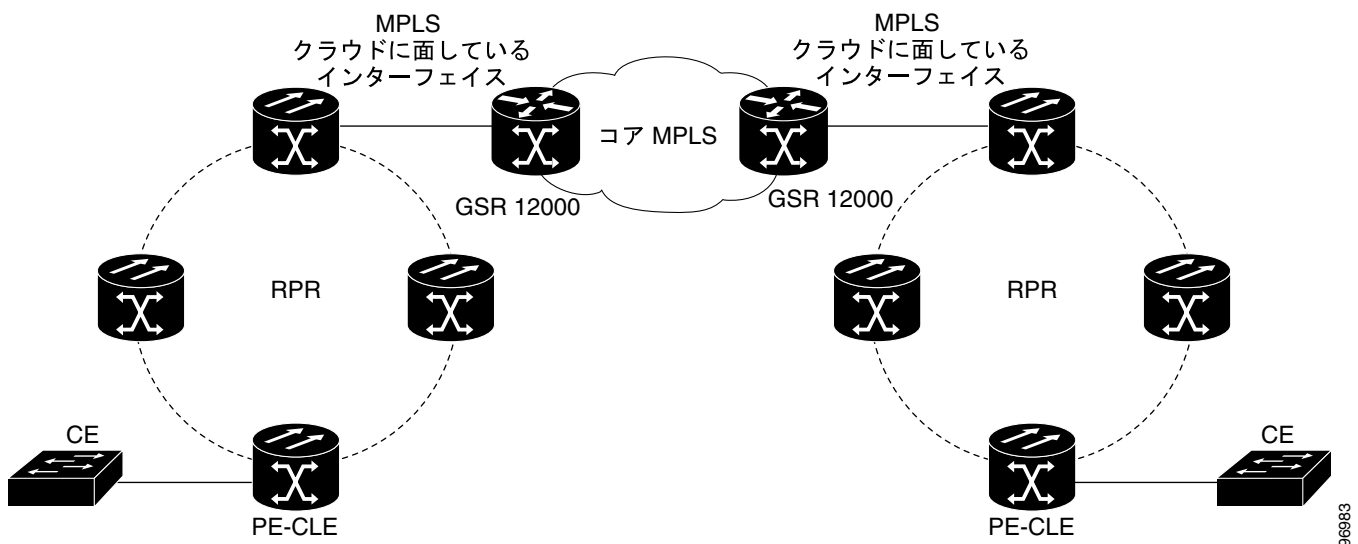 MPLS
クラウドに面している
インターフェイス
MPLS
クラウドに面している
インターフェイス
コア MPLS
GSR 12000
GSR 12000
RPR
RPR
CE
CE
PE-CLE
PE-CLE
96983